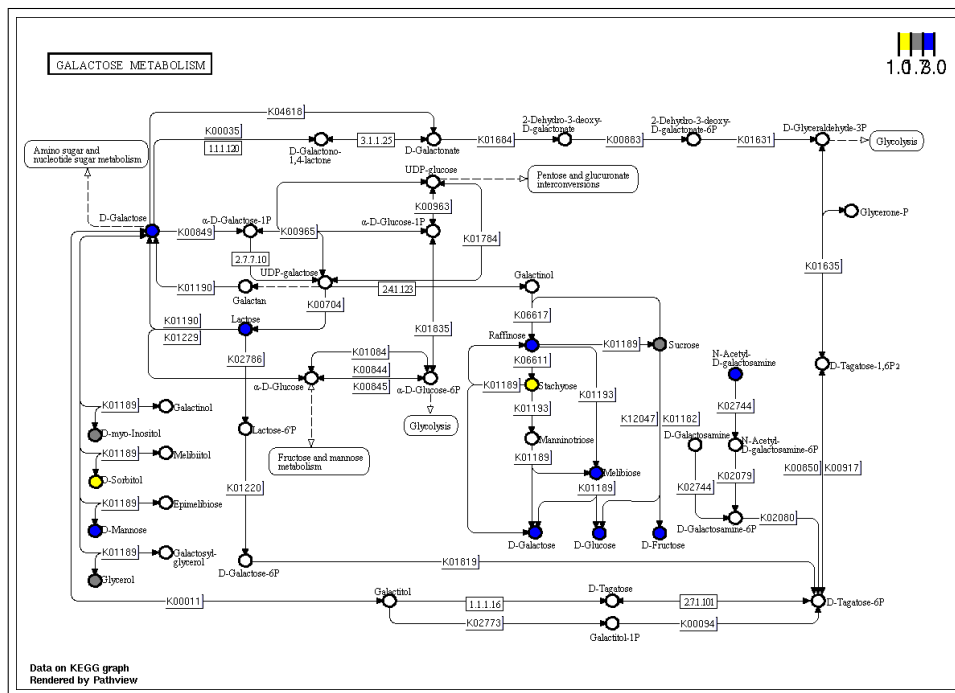 GALACTOSE METABOLISM
K04618
K00035
1.1.1.120
D-Galactono-
1,4-lactone
3.1.1.25
D-Galactonate
K01684
2-Dehydro-3-deoxy-
D-galactonate
K00883
2-Dehydro-3-deoxy-
D-galactonate-6P
K01631
D-Glyceraldehyde-3P
Glycolysis
Amino sugar and
nucleotide sugar metabolism
UDP-glucose
Pentose and glucuronate
interconversions
K00963
K01784
Glycerone-P
D-Galactose
K00849
α-D-Galactose-1P
K00965
α-D-Glucose-1P
2.7.7.10
UDP-galactose
K01635
K01190
Galactan
K00704
2.4.1.123
Galactinol
K01190
K01229
Lactose
K02786
K01835
K06617
Raffinose
K01189
Sucrose
K01084
K00844
K00845
α-D-Glucose
α-D-Glucose-6P
Glycolysis
Fructose and mannose
metabolism
K06611
K01189
Stachyose
K01193
K01193
Manninotriose
K01189
K12047
K01182
Melibiose
K01189
D-Galactose
D-Glucose
D-Fructose
N-Acetyl-
D-galactosamine
K02744
D-Galactosamine
N-Acetyl-
D-galactosamine-6P
K02744
K02079
D-Galactosamine-6P
K02080
D-Tagatose-1,6P2
K00850
K00917
K01189
Galactinol
D-myo-Inositol
K01189
Melibiitol
D-Sorbitol
K01189
Epimelibiose
D-Mannose
K01189
Galactosyl-
glycerol
Glycerol
Lactose-6'P
K01220
D-Galactose-6P
K01819
K00011
Galactitol
1.1.1.16
D-Tagatose
2.7.1.101
D-Tagatose-6P
K02773
Galactitol-1P
K00094
Data on KEGG graph
Rendered by Pathview